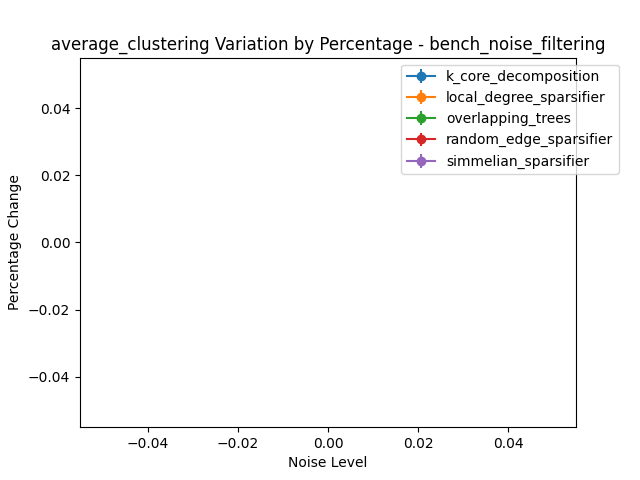 average_clustering Variation by Percentage - bench_noise_filtering
k_core_decomposition
local_degree_sparsifier
overlapping_trees
random_edge_sparsifier
simmelian_sparsifier
Percentage Change
0.04
0.02
0.00
−0.02
−0.04
−0.04
−0.02
0.00
0.02
0.04
Noise Level